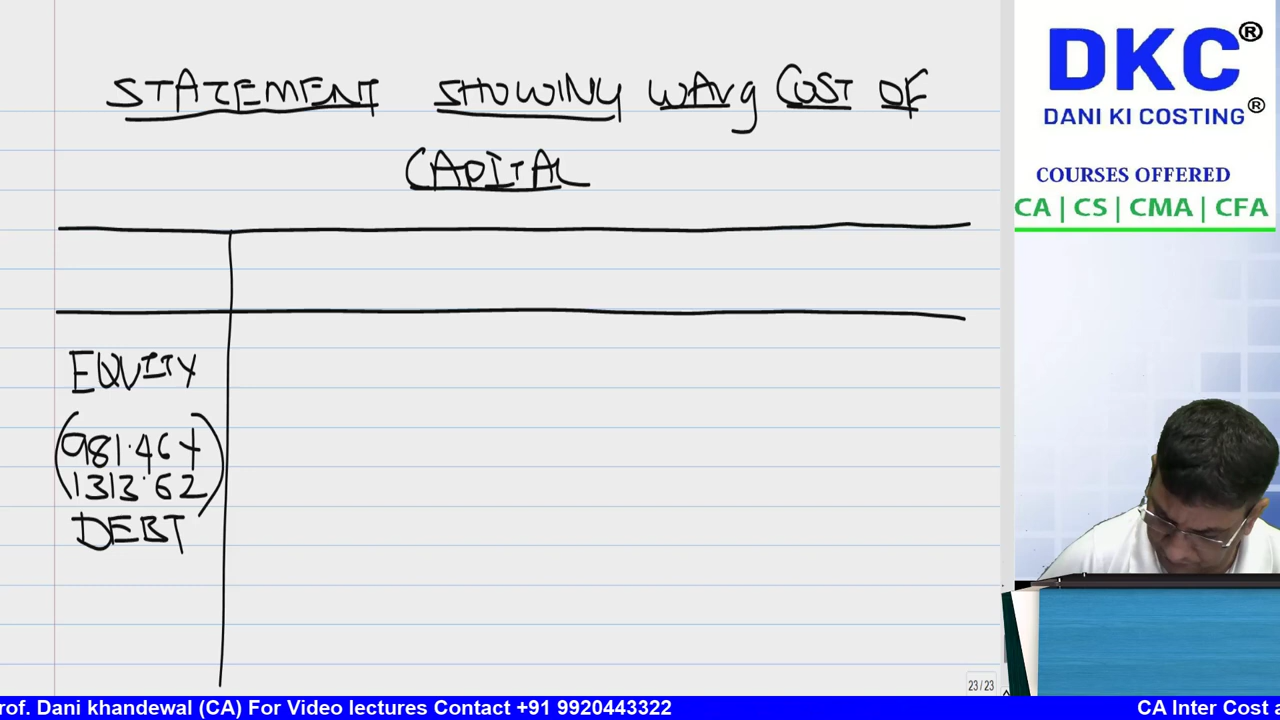 STATEMENT SHOWING WAvg COST OF
CAPITAL
EQUITY
(981.46+
1313.62)
DEBT
23/23
DKC®
DANI KI COSTING®
COURSES OFFERED
CA | CS | CMA | CFA
rof. Dani khandewal (CA) For Video lectures Contact +91 9920443322
CA Inter Cost a